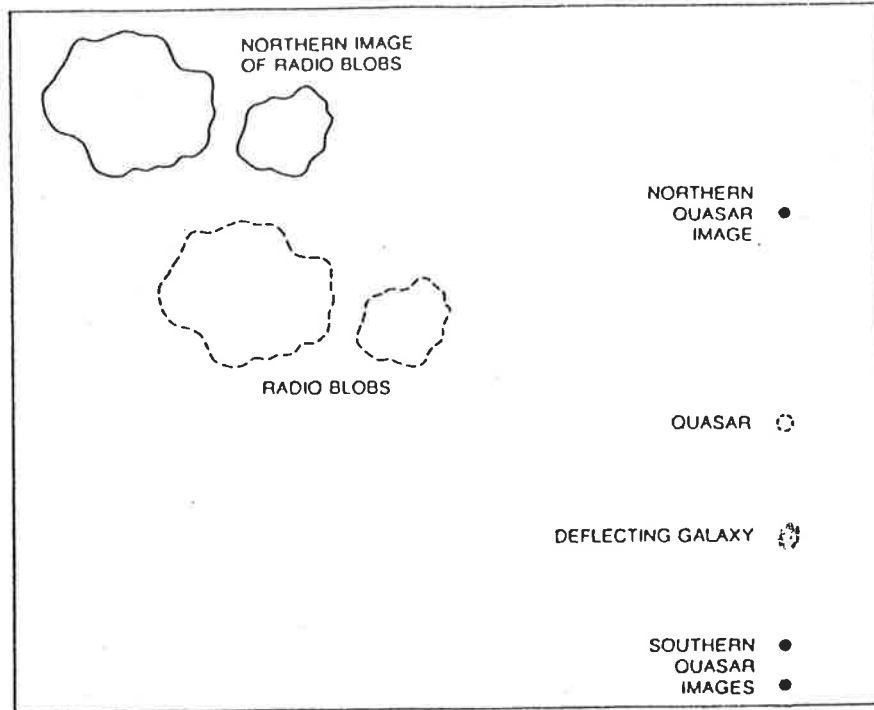 NORTHERN IMAGE
OF RADIO BLOBS
NORTHERN
QUASAR
IMAGE
RADIO BLOBS
QUASAR
DEFLECTING GALAXY
SOUTHERN
QUASAR
IMAGES